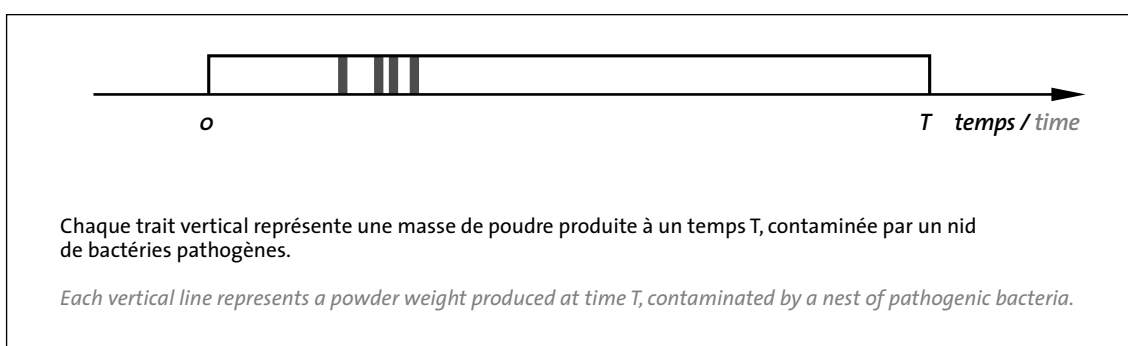 o T temps / time
Chaque trait vertical représente une masse de poudre produite à un temps T, contaminée par un nid
de bactéries pathogènes.
Each vertical line represents a powder weight produced at time T, contaminated by a nest of pathogenic bacteria.